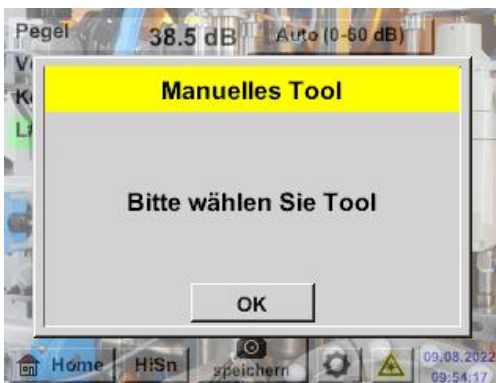 Pegel 38.5 dB Auto (0-60 dB)
Manuelles Tool
Bitte wählen Sie Tool
OK
Home HiSn speichern 09.08.2022
09:54:17